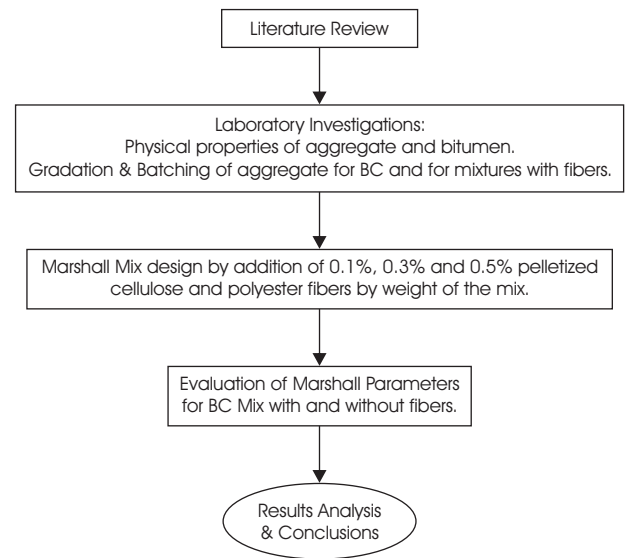 Literature Review
Laboratory Investigations:
Physical properties of aggregate and bitumen.
Gradation & Batching of aggregate for BC and for mixtures with fibers.
Marshall Mix design by addition of 0.1%, 0.3% and 0.5% pelletized
cellulose and polyester fibers by weight of the mix.
Evaluation of Marshall Parameters
for BC Mix with and without fibers.
Results Analysis
& Conclusions